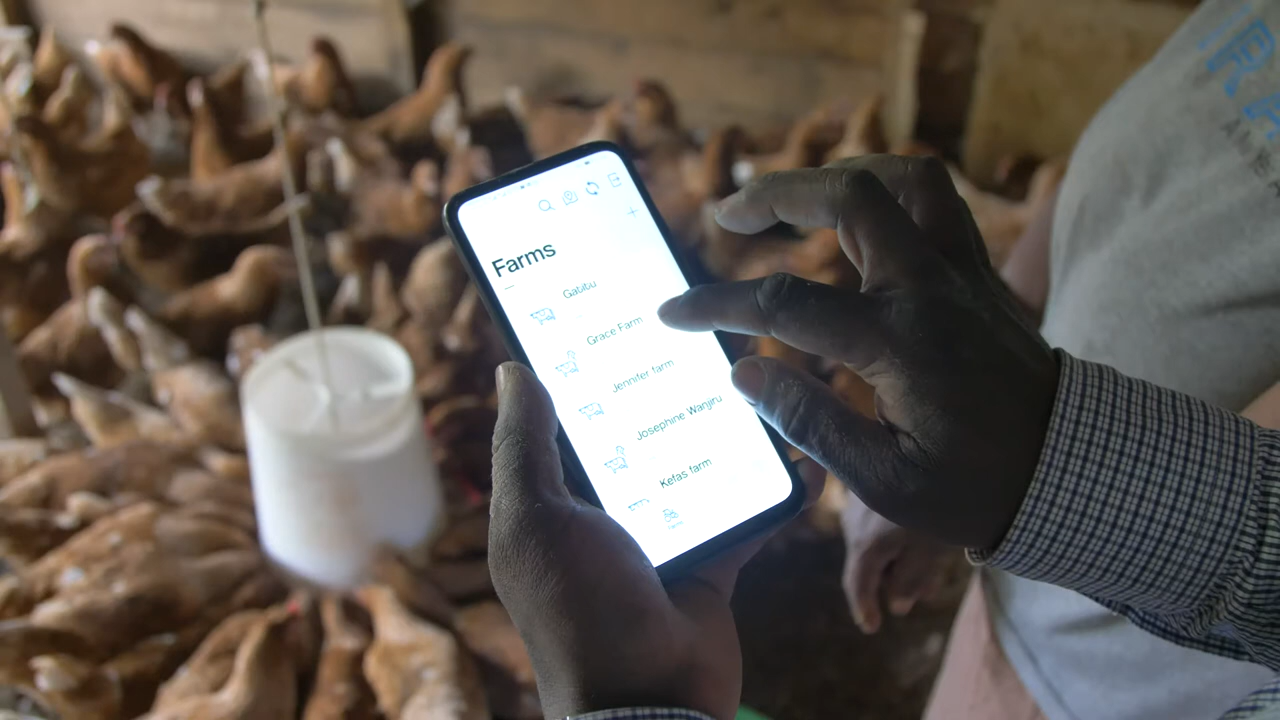 Farms
Gatitu
Grace Farm
Jennifer farm
Josephine Wanjiru
Kefas farm